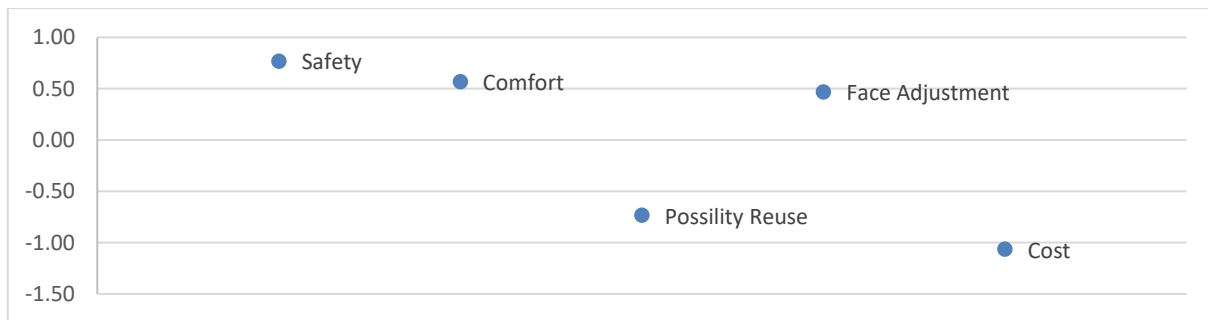 1.00
Safety
Comfort
0.50
Face Adjustment
0.00
-0.50
Possility Reuse
-1.00
Cost
-1.50